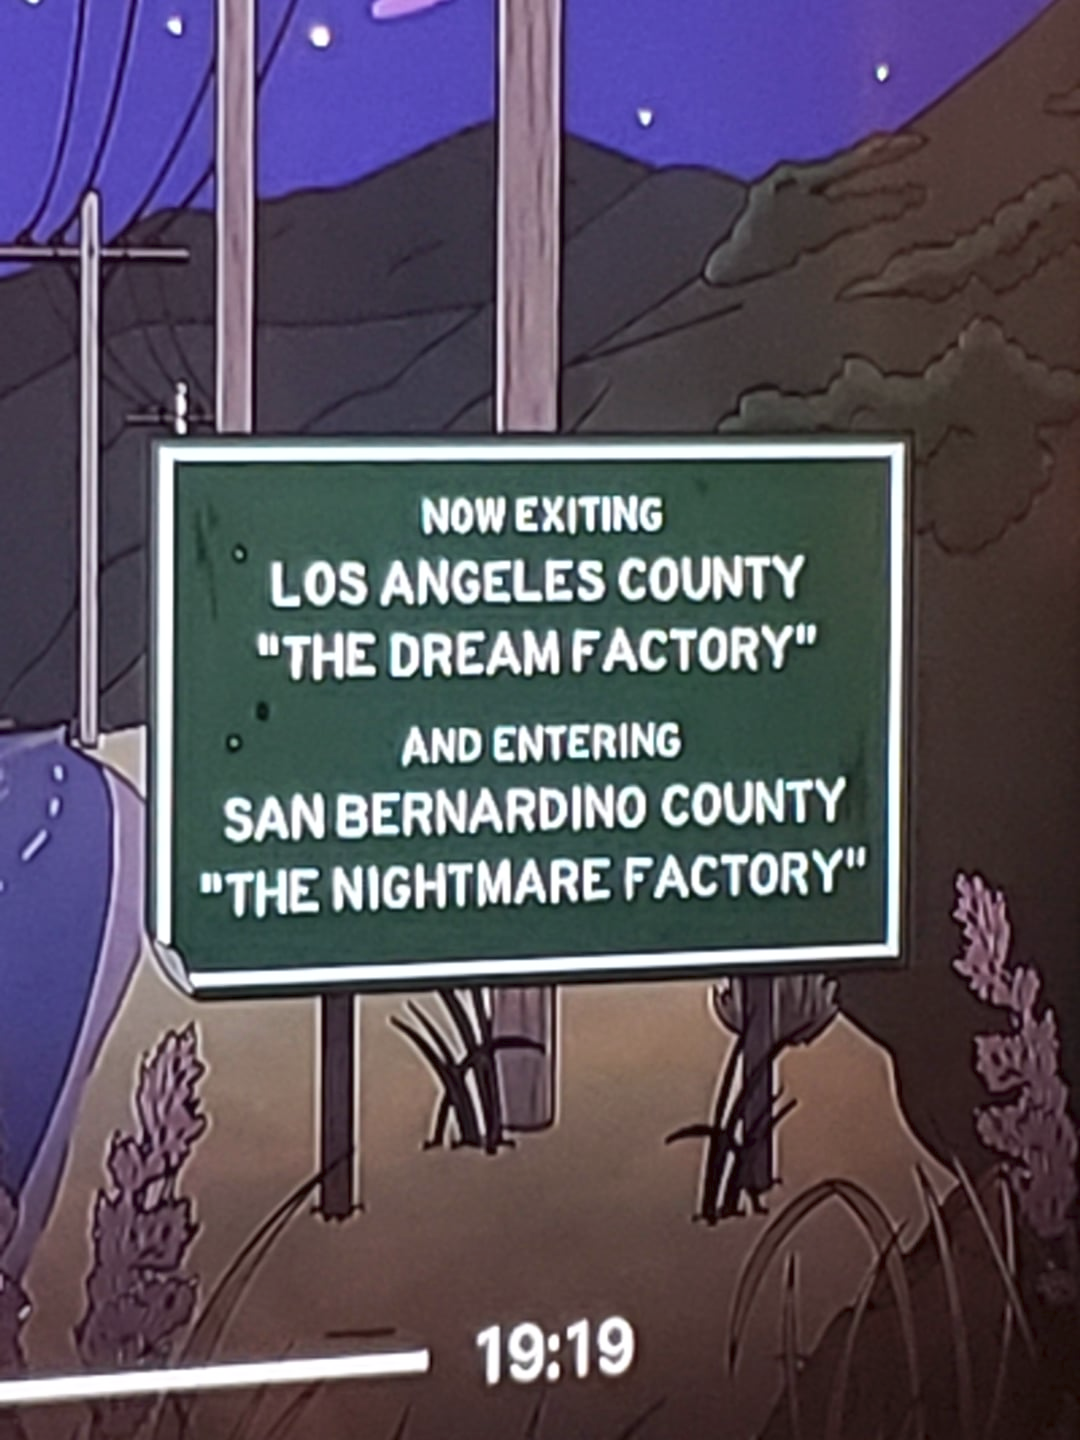 NOW EXITING
LOS ANGELES COUNTY
"THE DREAM FACTORY"
AND ENTERING
SAN BERNARDINO COUNTY
"THE NIGHTMARE FACTORY"
19:19